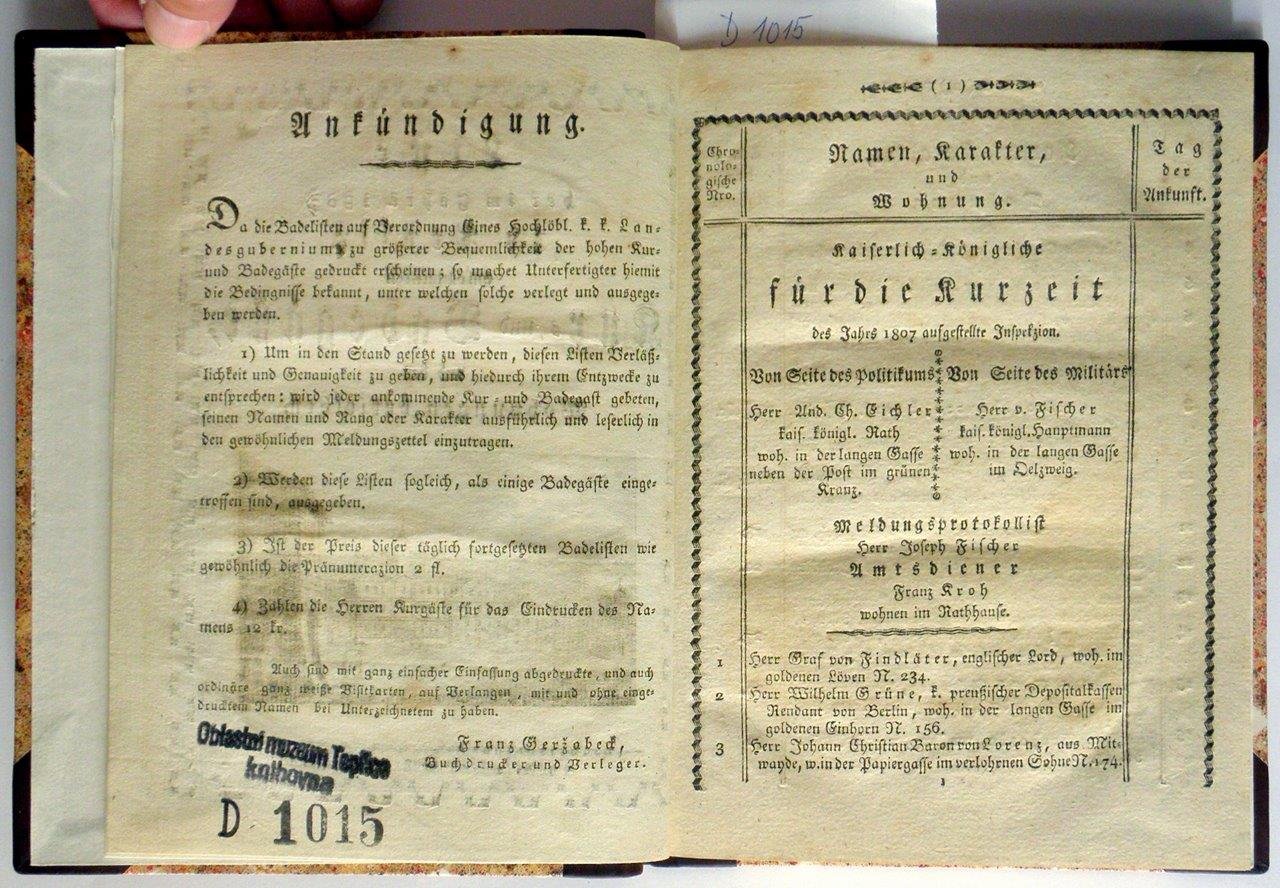 D 1015
Ankündigung.
Da die Badelisten auf Verordnung Eines Hochlöbl. k. k. Lan-
desguberniums zu größerer Bequemlichkeit der hohen Kur-
und Badegäste gedruckt erscheinen; so machet Unterfertigter hiemit
die Bedingnisse bekannt, unter welchen solche verlegt und ausgege-
ben werden.
1) Um in den Stand gesetzt zu werden, diesen Listen Verläß-
lichkeit und Genauigkeit zu geben, und hiedurch ihrem Entzwecke zu
entsprechen: wird jeder ankommende Kur- und Badegast gebeten,
seinen Namen und Rang oder Karakter ausführlich und leserlich in
den gewöhnlichen Meldungszettel einzutragen.
2) Werden diese Listen sogleich, als einige Badegäste einge-
troffen sind, ausgegeben.
3) Ist der Preis dieser täglich fortgesetzten Badelisten wie
gewöhnlich die Pränumerazion 2 fl.
4) Zahlen die Herren Kurgäste für das Eindrucken des Na-
mens 12 kr.
Auch sind mit ganz einfacher Einfassung abgedruckte, und auch
ordinäre ganz weiße Visitkarten, auf Verlangen, mit und ohne einge-
drucktem Namen bei Unterzeichnetem zu haben.
Franz Geržabeck,
Buchdrucker und Verleger.
Oblastní muzeum Teplice
knihovna
D 1015
( 1 )
Chro-
nolo-
gische
Nro.
Namen, Karakter,
und
Wohnung.
Tag
der
Ankunft.
Kaiserlich-Königliche
für die Kurzeit
des Jahrs 1807 aufgestellte Inspekzion.
Von Seite des Politikums
Herr And. Ch. Eichler
kais. königl. Rath
woh. in der langen Gasse
neben der Post im grünen
Kranz.
Von Seite des Militärs
Herr v. Fischer
kais. königl. Hauptmann
woh. in der langen Gasse
im Oelzweig.
Meldungsprotokollist
Herr Joseph Fischer
Amtsdiener
Franz Kroh
wohnen im Rathhause.
1 Herr Graf von Findläter, englischer Lord, woh. im
goldenen Löven N. 234.
2 Herr Wilhelm Grüne, k. preußischer Depositalkassen
Rendant von Berlin, woh. in der langen Gasse im
goldenen Einhorn N. 156.
3 Herr Johann Christian Baron von Lorenz, aus Mit-
wayde, w. in der Papiergasse im verlohrnen Sohne N. 174.
1